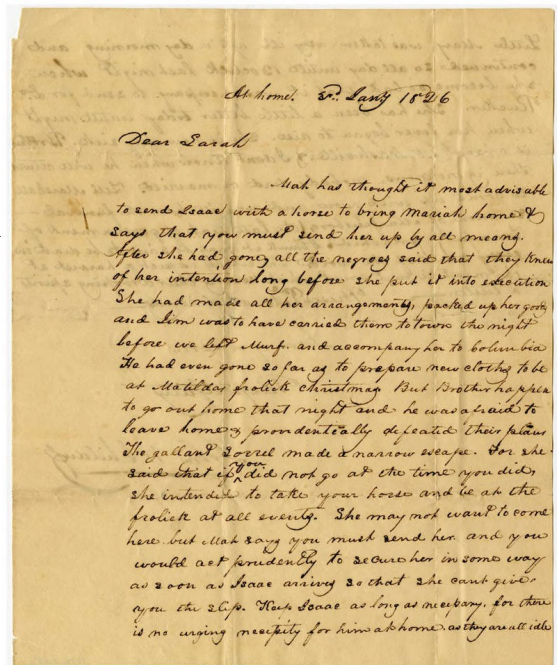 At home. 3d. Jany 1826
Dear Sarah
Mah has thought it most advisable
to send Isaac with a horse to bring Mariah home &
says that you must send her up by all means.
After she had gone, all the negroes said that they knew
of her intention long before she put it into execution
She had made all her arrangements, packed up her
and Jim was to have carried them to town the night
before we left Murf. and accompany her to Columbia
He had even gone so far as to prepare new cloths to be
at Matildas frolick christmas But Brother happen
to go out home that night and he was afraid to
leave home & providentically defeated their plans
The gallant Sorrel made a narrow escape. For she
said that if you did not go at the time you did,
she intended to take your horse and be at the
frolick at all events. She may not want to come
here but Mah says you must send her. and you
would act prudently to secure her in some way
as soon as Isaac arrives so that she cant give
you the slip. Keep Isaac as long as necessary. for there
is no urging necessity for him at home as they are all idle